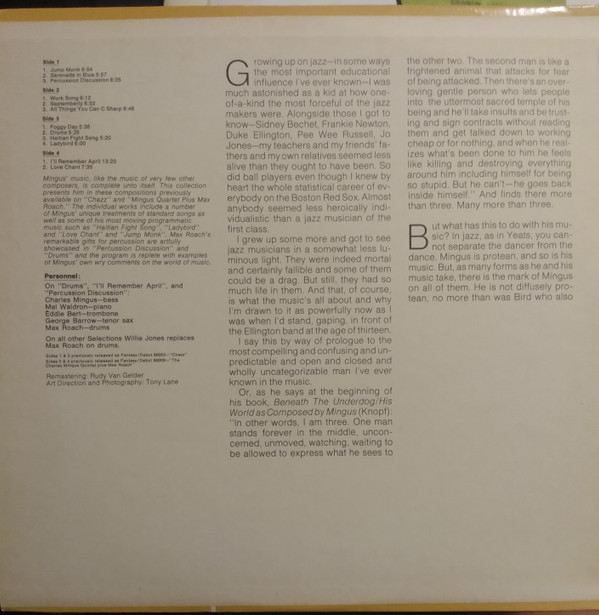 Side 1
1. Jump Monk 6:34
2. Serenade in Blue 5:57
3. Percussion Discussion 8:25
Side 2
1. Work Song 6:12
2. Septemberly 6:52
3. All Things You Can C Sharp 6:46
Side 3
1. Foggy Day 5:38
2. Drums 5:25
3. Haitian Fight Song 5:20
4. Ladybird 6:00
Side 4
1. I'll Remember April 13:20
2. Love Chant 7:35
Mingus' music, like the music of very few other
composers, is complete unto itself. This collection
presents him in these compositions previously
available on "Chazz" and "Mingus Quartet Plus Max
Roach." The individual works include a number
of Mingus' unique treatments of standard songs as
well as some of his most moving programmatic
music such as "Haitian Fight Song", "Ladybird"
and "Love Chant" and "Jump Monk". Max Roach's
remarkable gifts for percussion are artfully
showcased in "Percussion Discussion" and
"Drums" and the program is replete with examples
of Mingus' own wry comments on the world of music.
Personnel:
On "Drums", "I'll Remember April", and
"Percussion Discussion":
Charles Mingus—bass
Mal Waldron—piano
Eddie Bert—trombone
George Barrow—tenor sax
Max Roach—drums
On all other Selections Willie Jones replaces
Max Roach on drums.
Sides 1 & 3 previously released as Fantasy/Debut
Charles Mingus Quintet plus Max Roach"
Remastering: Rudy Van Gelder
Art Direction and Photography: Tony Lane
Growing up on jazz—in some ways
the most important educational
influence I've ever known—I was
much astonished as a kid at how one-
of-a-kind the most forceful of the jazz
makers were. Alongside those I got to
know—Sidney Bechet, Frankie Newton,
Duke Ellington, Pee Wee Russell, Jo
Jones—my teachers and my friends' fa-
thers and my own relatives seemed less
alive than they ought to have been. So
did ball players even though I knew by
heart the whole statistical career of ev-
erybody on the Boston Red Sox. Almost
anybody seemed less heroically indi-
vidualistic than a jazz musician of the
first class.
I grew up some more and got to see
jazz musicians in a somewhat less lu-
minous light. They were indeed mortal
and certainly fallible and some of them
could be a drag. But still, they had so
much life in them. And that, of course,
is what the music's all about and why
I'm drawn to it as powerfully now as I
was when I'd stand, gaping, in front of
the Ellington band at the age of thirteen.
I say this by way of prologue to the
most compelling and confusing and un-
predictable and open and closed and
wholly uncategorizable man I've ever
known in the music.
Or, as he says at the beginning of
his book, Beneath The Underdog/His
World as Composed by Mingus (Knopf):
"In other words, I am three. One man
stands forever in the middle, uncon-
cerned, unmoved, watching, waiting to
be allowed to express what he sees to
the other two. The second man is like a
frightened animal that attacks for fear
of being attacked. Then there's an over-
loving gentle person who lets people
into the uttermost sacred temple of his
being and he'll take insults and be trust-
ing and sign contracts without reading
them and get talked down to working
cheap or for nothing, and when he real-
izes what's been done to him he feels
like killing and destroying everything
around him including himself for being
so stupid. But he can't—he goes back
inside himself." And finds there more
than three. Many more than three.
But what has this to do with his mu-
sic? In jazz, as in Yeats, you can-
not separate the dancer from the
dance. Mingus is protean, and so is his
music. But, as many forms as he and his
music take, there is the mark of Mingus
on all of them. He is not diffusely pro-
tean, no more than was Bird who also